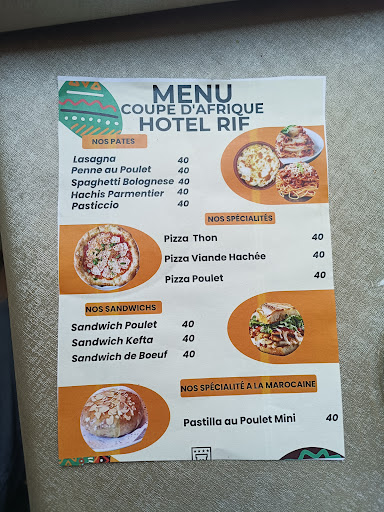 MENU
COUPE D'AFRIQUE
HOTEL RIF
NOS PATES
Lasagna 40
Penne au Poulet 40
Spaghetti Bolognese 40
Hachis Parmentier 40
Pasticcio 40
NOS SPÉCIALITÉS
Pizza Thon 40
Pizza Viande Hachée 40
Pizza Poulet 40
NOS SANDWICHS
Sandwich Poulet 40
Sandwich Kefta 40
Sandwich de Boeuf 40
NOS SPÉCIALITÉ A LA MAROCAINE
Pastilla au Poulet Mini 40